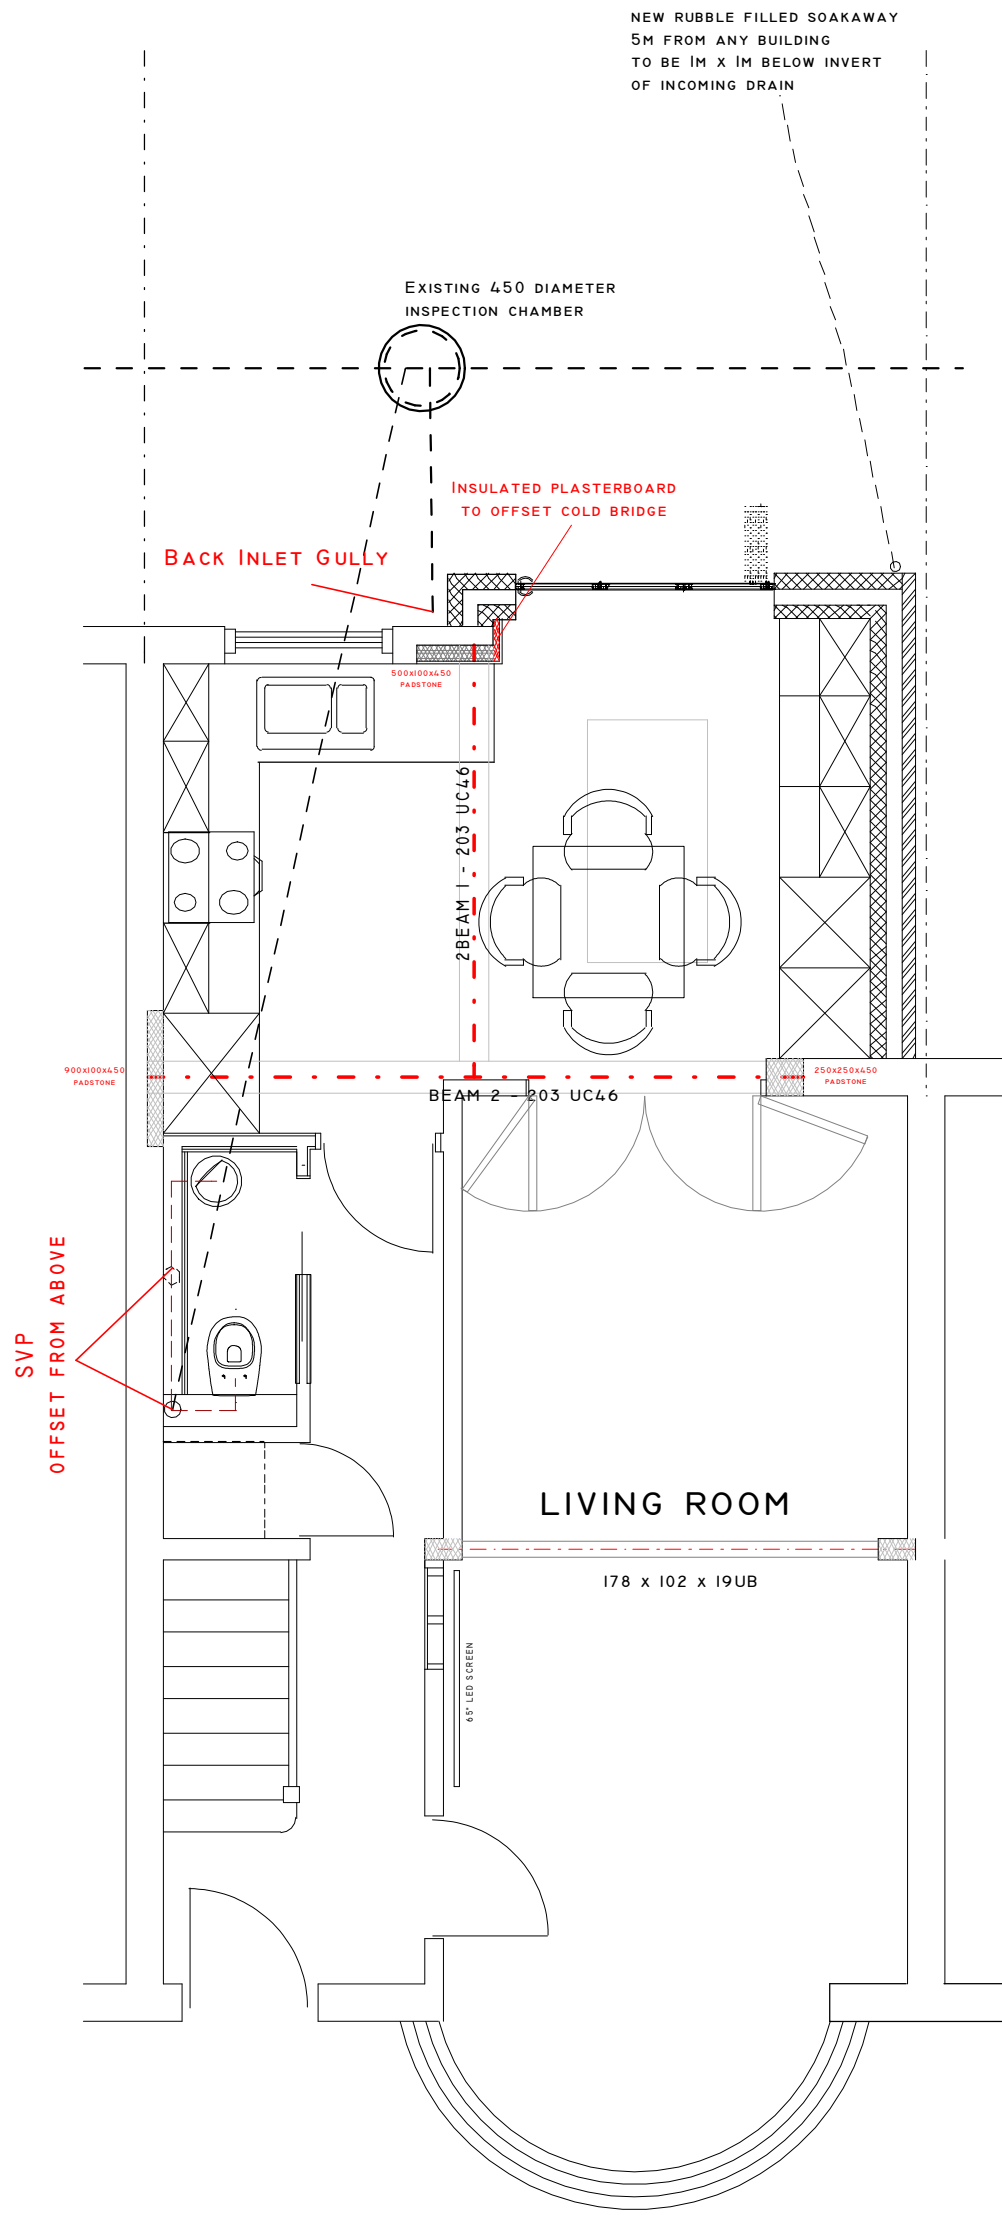 NEW RUBBLE FILLED SOAKAWAY
5M FROM ANY BUILDING
TO BE 1M X 1M BELOW INVERT
OF INCOMING DRAIN
EXISTING 450 DIAMETER
INSPECTION CHAMBER
INSULATED PLASTERBOARD
TO OFFSET COLD BRIDGE
BACK INLET GULLY
500x100x450
PADSTONE
2BEAM 1 - 203 UC46
900x100x450
PADSTONE
250x250x450
PADSTONE
BEAM 2 - 203 UC46
SVP
OFFSET FROM ABOVE
LIVING ROOM
178 x 102 x 19UB
65" LED SCREEN